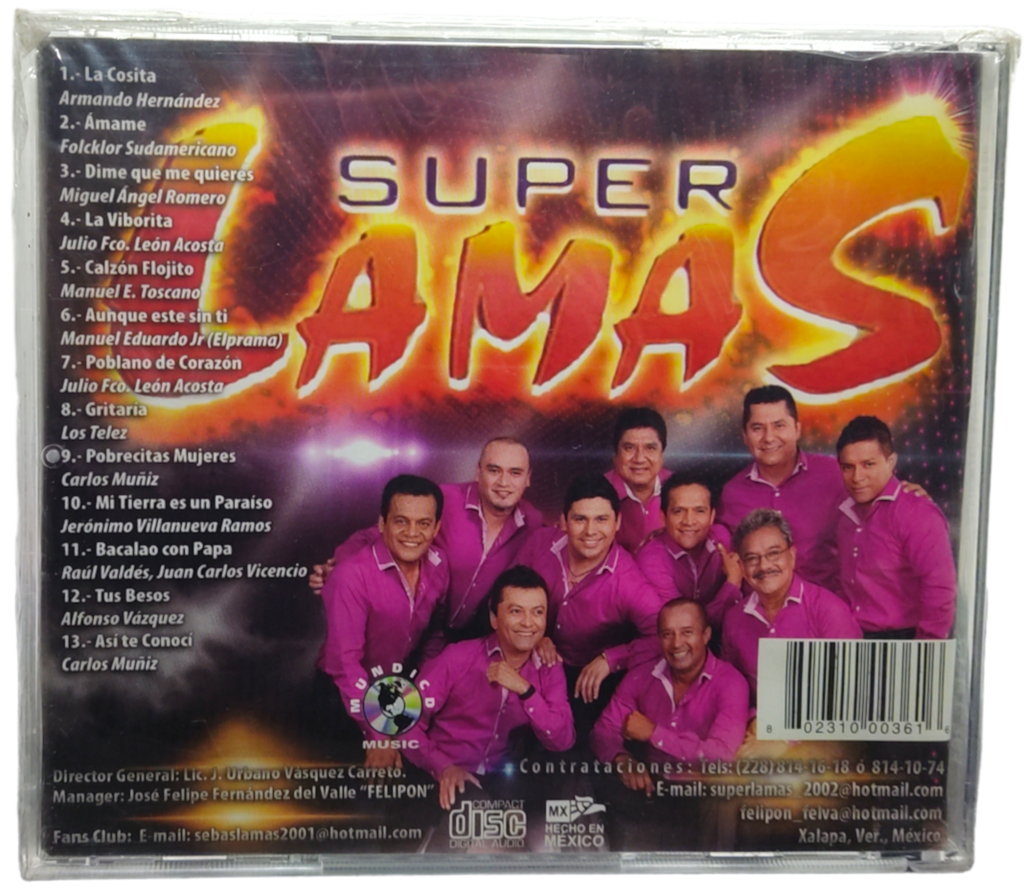 1.- La Cosita
Armando Hernández
2.- Ámame
Folcklor Sudamericano
3.- Dime que me quieres
Miguel Ángel Romero
4.- La Viborita
Julio Fco. León Acosta
5.- Calzón Flojito
Manuel E. Toscano
6.- Aunque este sin ti
Manuel Eduardo Jr (Elprama)
7.- Poblano de Corazón
Julio Fco. León Acosta
8.- Gritaría
Los Telez
9.- Pobrecitas Mujeres
Carlos Muñiz
10.- Mi Tierra es un Paraíso
Jerónimo Villanueva Ramos
11.- Bacalao con Papa
Raúl Valdés, Juan Carlos Vicencio
12.- Tus Besos
Alfonso Vázquez
13.- Así te Conocí
Carlos Muñiz
SUPER
LAMAS
MUNDICD
MUSIC
8 02310 00361 6
Director General: Lic. J. Urbano Vásquez Carreto.
Manager: José Felipe Fernández del Valle "FELIPON"
Fans Club: E-mail: sebaslamas2001@hotmail.com
COMPACT
disc
DIGITAL AUDIO
MX
HECHO EN
MÉXICO
Contrataciones: Tels: (228) 814-16-18 ó 814-10-74
E-mail: superlamas_2002@hotmail.com
felipon_feiva@hotmail.com
Xalapa, Ver., México